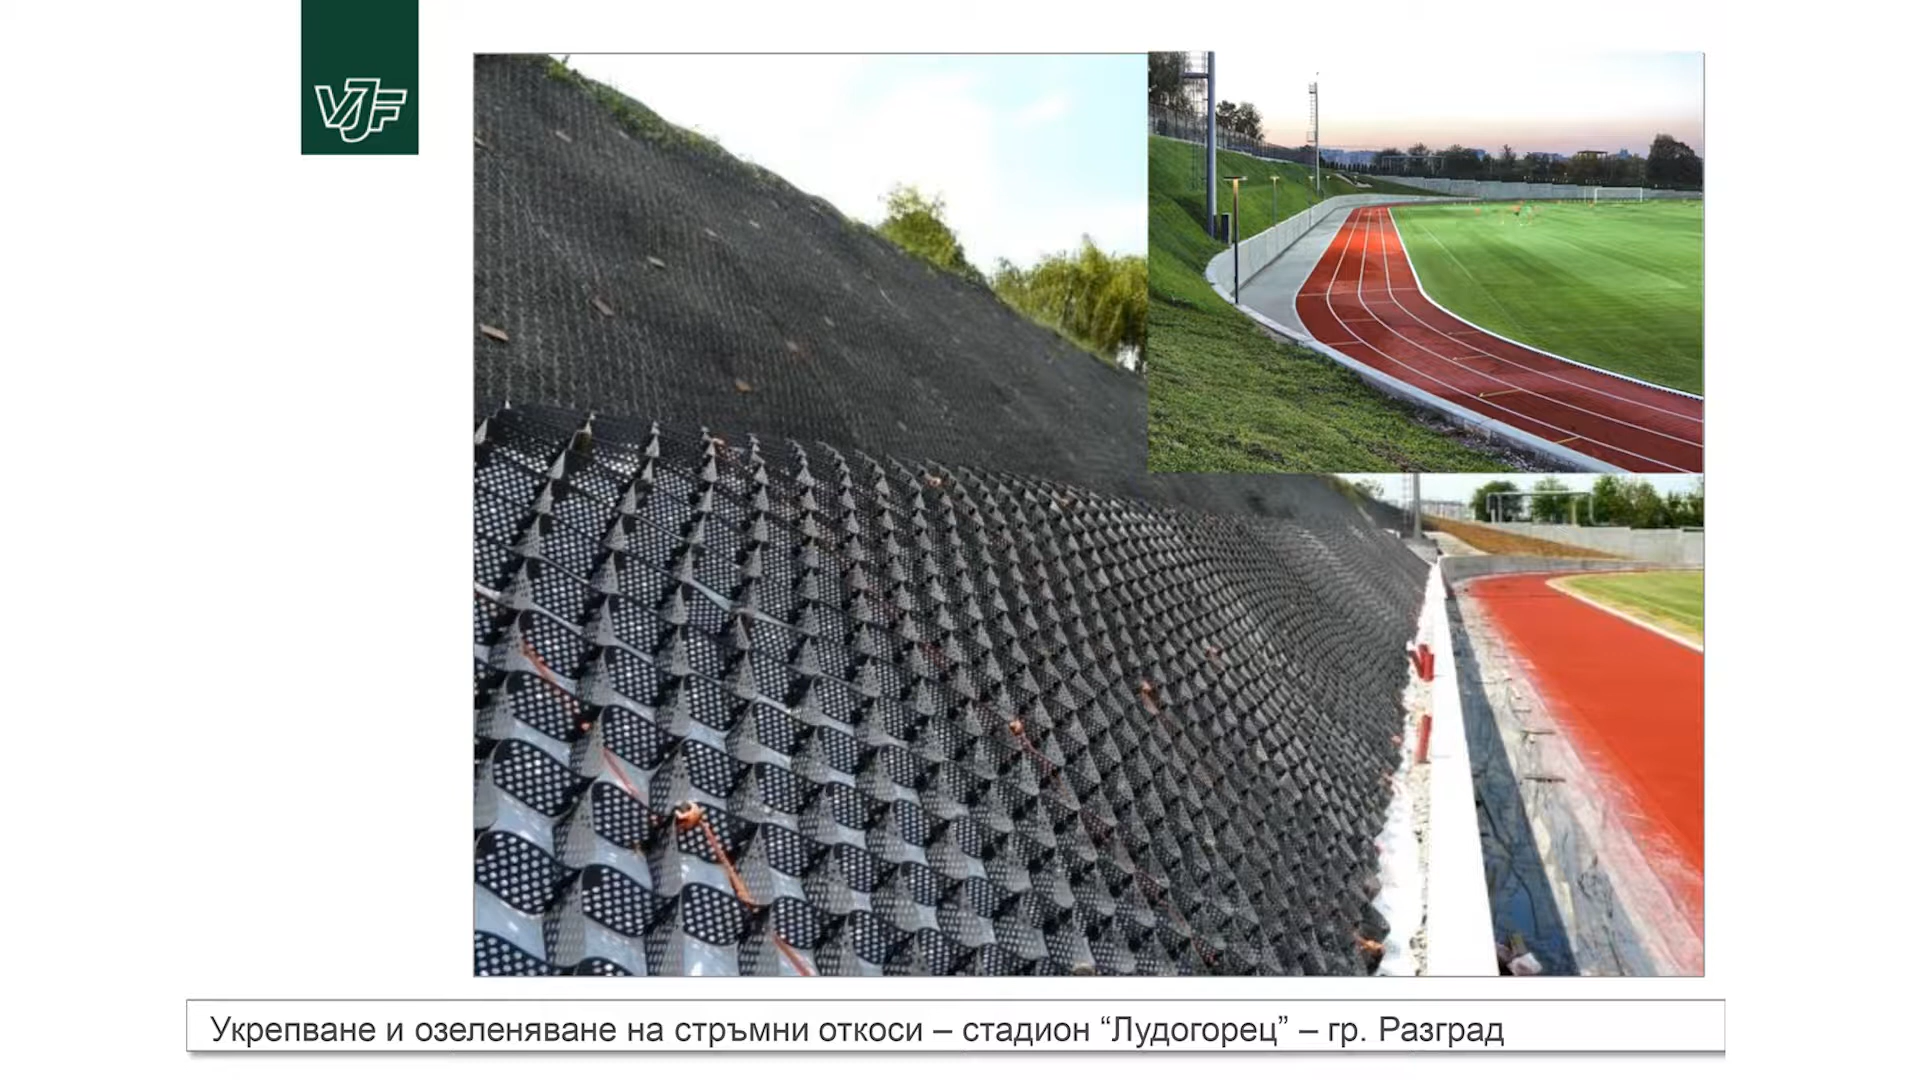 VJF
Укрепване и озеленяване на стръмни откоси – стадион “Лудогорец” – гр. Разград